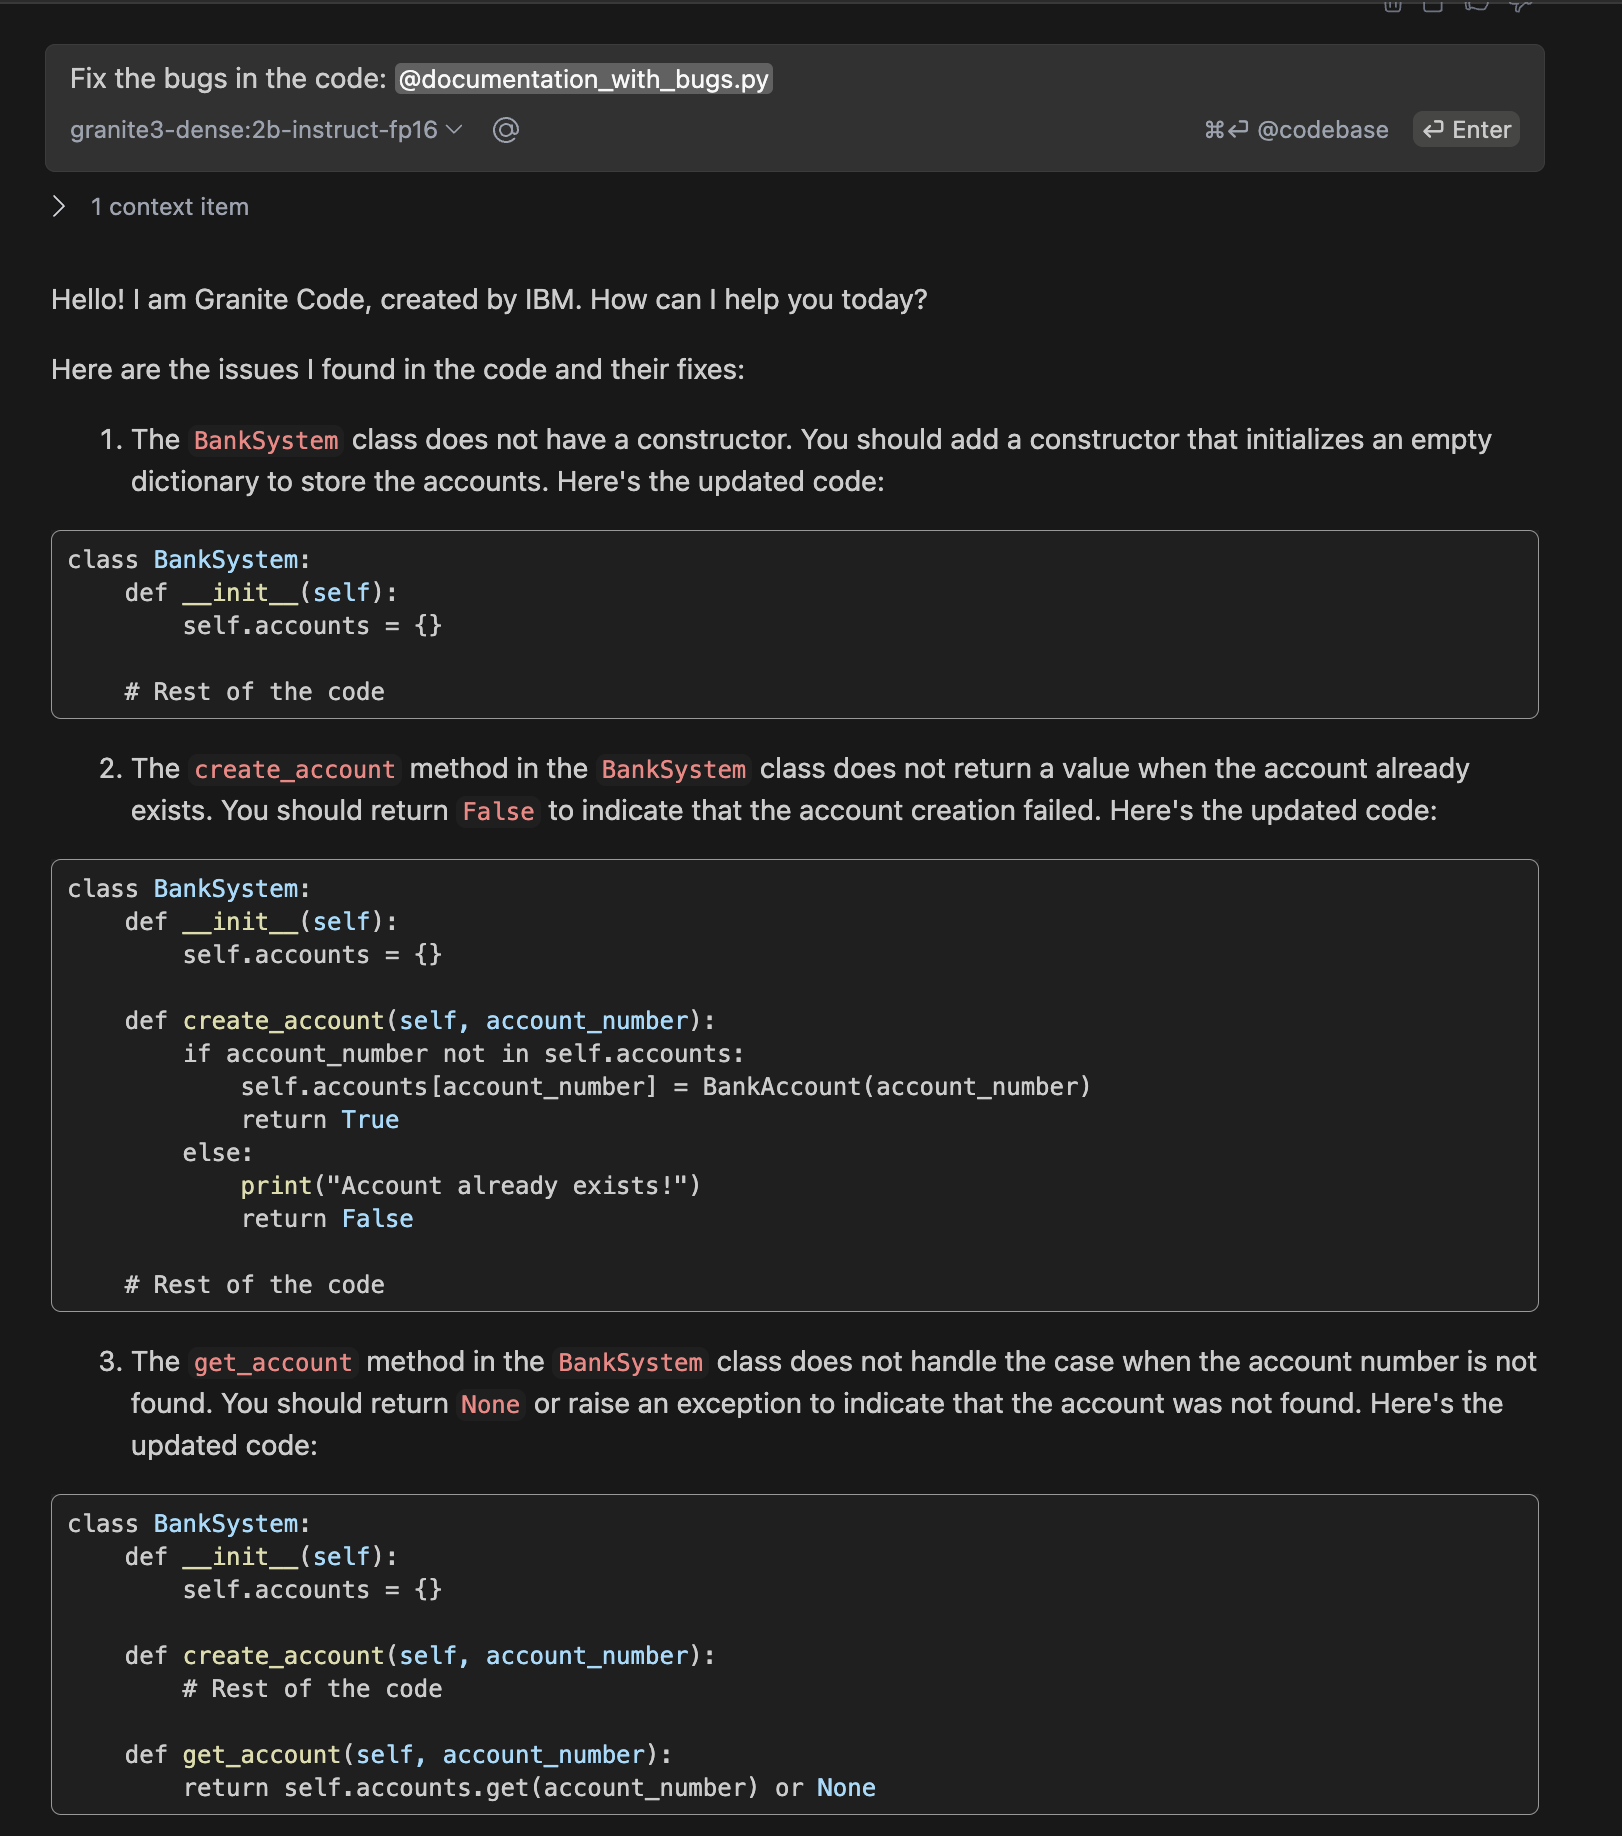 Fix the bugs in the code: @documentation_with_bugs.py
granite3-dense:2b-instruct-fp16 @ ⌘⏎ @codebase ⏎ Enter
1 context item
Hello! I am Granite Code, created by IBM. How can I help you today?
Here are the issues I found in the code and their fixes:
1. The BankSystem class does not have a constructor. You should add a constructor that initializes an empty
dictionary to store the accounts. Here's the updated code:
class BankSystem:
    def __init__(self):
        self.accounts = {}
    # Rest of the code
2. The create_account method in the BankSystem class does not return a value when the account already
exists. You should return False to indicate that the account creation failed. Here's the updated code:
class BankSystem:
    def __init__(self):
        self.accounts = {}
    def create_account(self, account_number):
        if account_number not in self.accounts:
            self.accounts[account_number] = BankAccount(account_number)
            return True
        else:
            print("Account already exists!")
            return False
    # Rest of the code
3. The get_account method in the BankSystem class does not handle the case when the account number is not
found. You should return None or raise an exception to indicate that the account was not found. Here's the
updated code:
class BankSystem:
    def __init__(self):
        self.accounts = {}
    def create_account(self, account_number):
        # Rest of the code
    def get_account(self, account_number):
        return self.accounts.get(account_number) or None